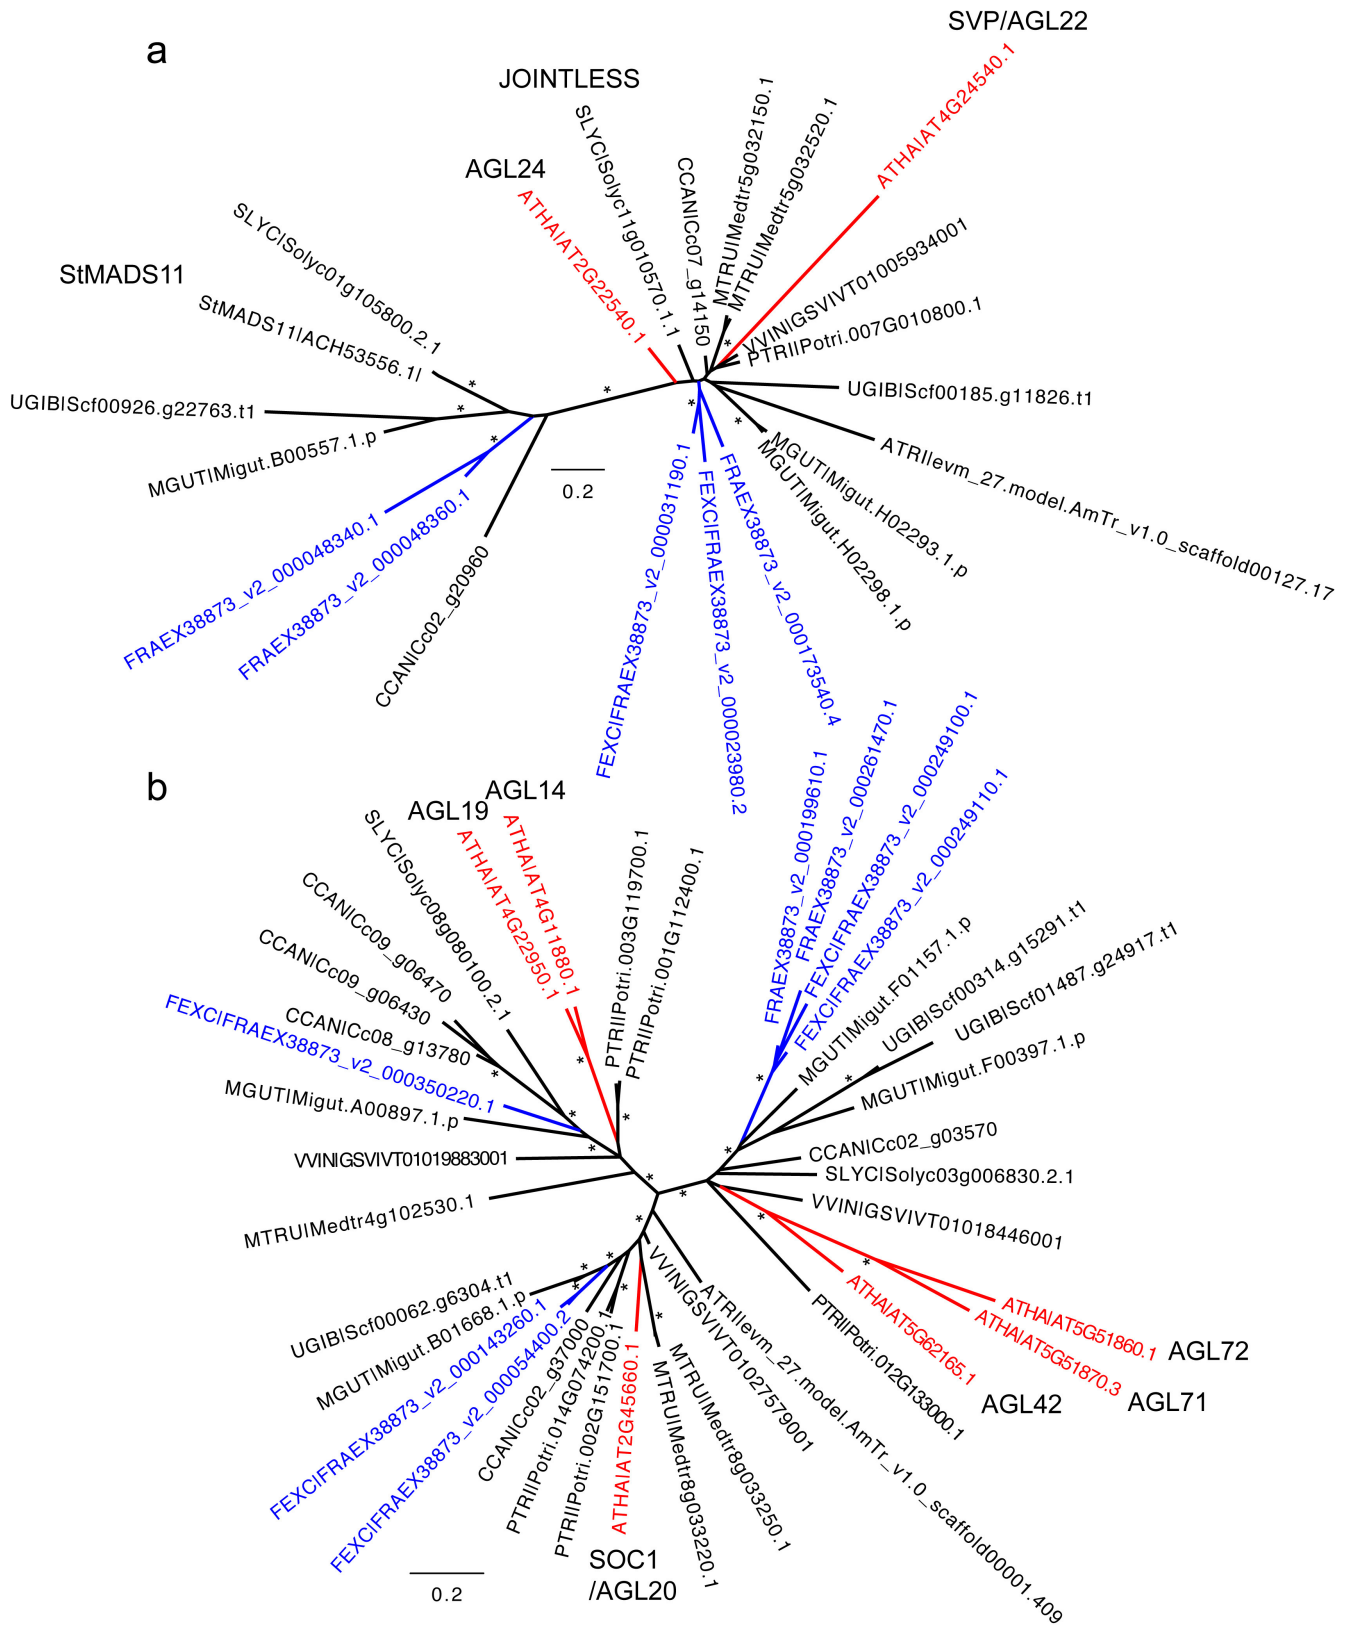 a
SVP/AGL22
ATHA|AT4G24540.1
JOINTLESS
SLYC|Solyc11g010570.1.1
CCAN|Cc07_g14150
MTRU|Medtr5g032150.1
MTRU|Medtr5g032520.1
AGL24
ATHA|AT2G22540.1
VVIN|GSVIVT01005934001
PTRI|Potri.007G010800.1
SLYC|Solyc01g105800.2.1
StMADS11
StMADS11|ACH53556.1|
UGIB|Scf00926.g22763.t1
MGUT|Migut.B00557.1.p
UGIB|Scf00185.g11826.t1
ATRI|evm_27.model.AmTr_v1.0_scaffold00127.17
MGUT|Migut.H02293.1.p
MGUT|Migut.H02298.1.p
0.2
FRAEX38873_v2_000048340.1
FRAEX38873_v2_000048360.1
CCAN|Cc02_g20960
FEXC|FRAEX38873_v2_000031190.1
FEXC|FRAEX38873_v2_000023980.2
FRAEX38873_v2_000173540.4
b
AGL19
AGL14
ATHA|AT4G22950.1
ATHA|AT4G11880.1
SLYC|Solyc08g080100.2.1
CCAN|Cc09_g06470
CCAN|Cc09_g06430
CCAN|Cc08_g13780
FEXC|FRAEX38873_v2_000350220.1
MGUT|Migut.A00897.1.p
VVIN|GSVIVT01019883001
MTRU|Medtr4g102530.1
PTRI|Potri.003G119700.1
PTRI|Potri.001G112400.1
FRAEX38873_v2_000199610.1
FRAEX38873_v2_000261470.1
FEXC|FRAEX38873_v2_000249100.1
FEXC|FRAEX38873_v2_000249110.1
MGUT|Migut.F01157.1.p
UGIB|Scf00314.g15291.t1
UGIB|Scf01487.g24917.t1
MGUT|Migut.F00397.1.p
CCAN|Cc02_g03570
SLYC|Solyc03g006830.2.1
VVIN|GSVIVT01018446001
ATHA|AT5G51860.1
AGL72
ATHA|AT5G51870.3
AGL71
ATHA|AT5G62165.1
AGL42
PTRI|Potri.012G133000.1
UGIB|Scf00062.g6304.t1
MGUT|Migut.B01668.1.p
FEXC|FRAEX38873_v2_000143260.1
FEXC|FRAEX38873_v2_000054400.2
CCAN|Cc02_g37000
PTRI|Potri.014G074200.1
PTRI|Potri.002G151700.1
ATHA|AT2G45660.1
SOC1
/AGL20
MTRU|Medtr8g033220.1
MTRU|Medtr8g033250.1
VVIN|GSVIVT01027579001
ATRI|evm_27.model.AmTr_v1.0_scaffold00001.409
0.2